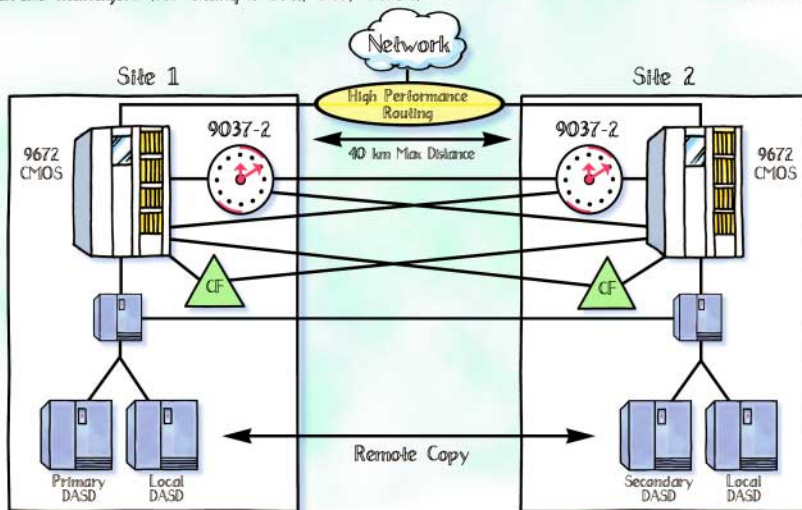 Network
Site 1
Site 2
High Performance
Routing
9037-2
9037-2
40 km Max Distance
9672
CMOS
9672
CMOS
CF
CF
Remote Copy
Primary
DASD
Local
DASD
Secondary
DASD
Local
DASD